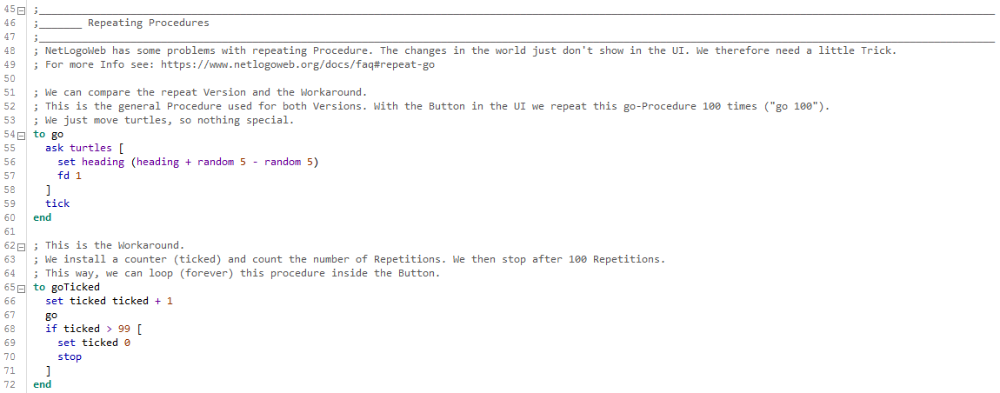 45 ;______________________________________________________________
46 ;_______ Repeating Procedures
47 ;______________________________________________________________
48 ; NetLogoWeb has some problems with repeating Procedure. The changes in the world just don't show in the UI. We therefore need a little Trick.
49 ; For more Info see: https://www.netlogoweb.org/docs/faq#repeat-go
50
51 ; We can compare the repeat Version and the Workaround.
52 ; This is the general Procedure used for both Versions. With the Button in the UI we repeat this go-Procedure 100 times ("go 100").
53 ; We just move turtles, so nothing special.
54 to go
55   ask turtles [
56     set heading (heading + random 5 - random 5)
57     fd 1
58   ]
59   tick
60 end
61
62 ; This is the Workaround.
63 ; We install a counter (ticked) and count the number of Repetitions. We then stop after 100 Repetitions.
64 ; This way, we can loop (forever) this procedure inside the Button.
65 to goTicked
66   set ticked ticked + 1
67   go
68   if ticked > 99 [
69     set ticked 0
70     stop
71   ]
72 end